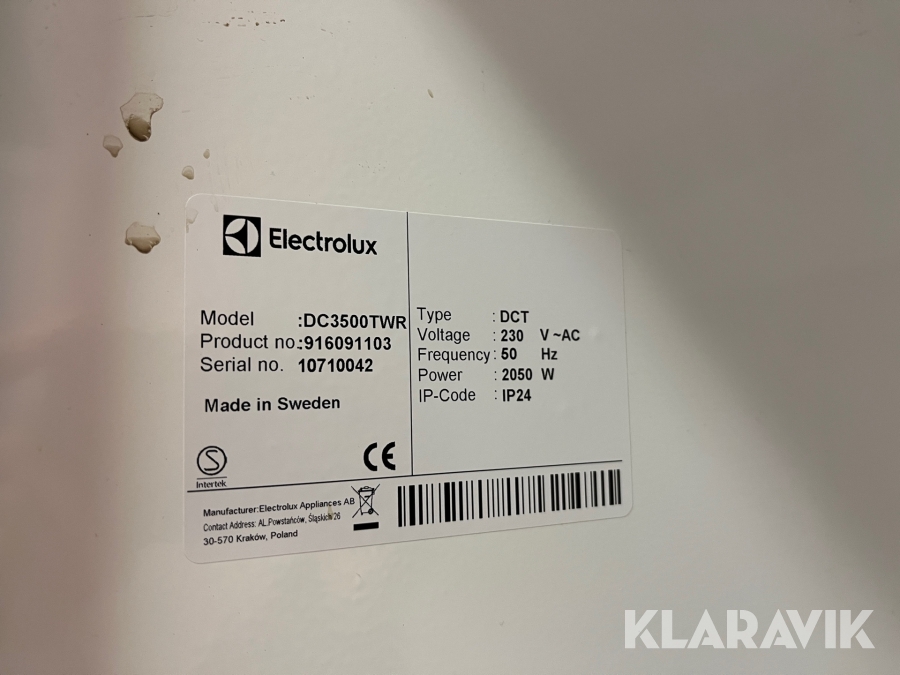 Electrolux
Model :DC3500TWR
Product no.:916091103
Serial no. 10710042
Made in Sweden
Type : DCT
Voltage : 230 V ~AC
Frequency : 50 Hz
Power : 2050 W
IP-Code : IP24
S
Intertek
CE
Manufacturer:Electrolux Appliances AB
Contact Address: AL.Powstańców, Śląskich 26
30-570 Kraków, Poland
KLARAVIK